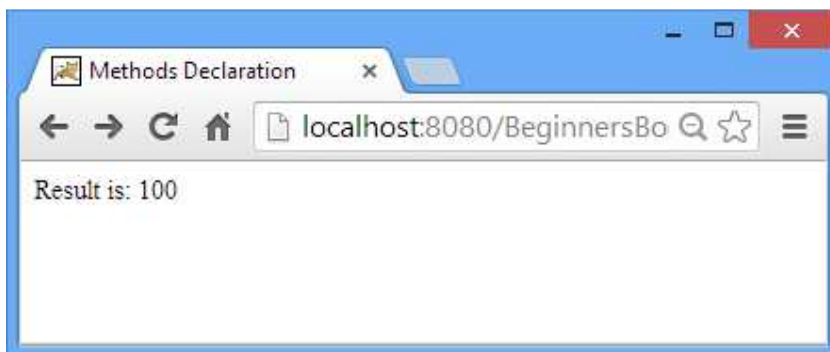 Methods Declaration
localhost:8080/BeginnersBo
Result is: 100